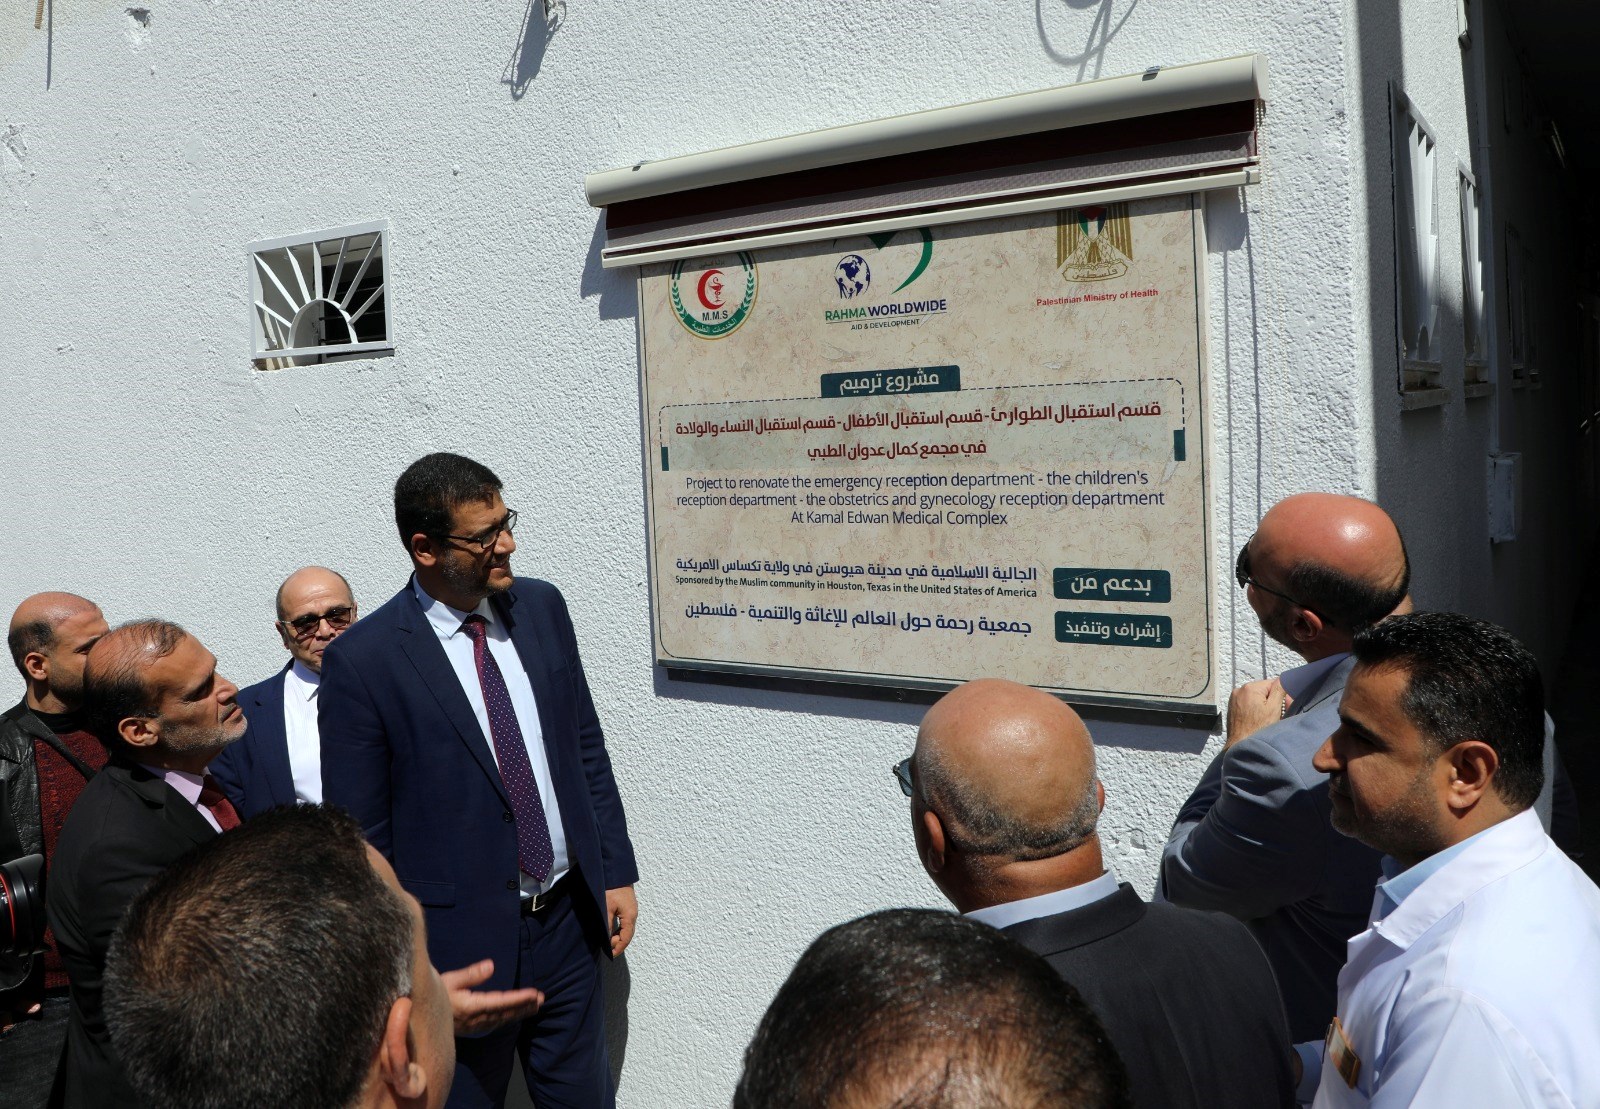 M.M.S
الخدمات الطبية
RAHMA WORLDWIDE
AID & DEVELOPMENT
فلسطين
Palestinian Ministry of Health
مشروع ترميم
قسم استقبال الطوارئ - قسم استقبال الأطفال - قسم استقبال النساء والولادة
في مجمع كمال عدوان الطبي
Project to renovate the emergency reception department - the children's
reception department - the obstetrics and gynecology reception department
At Kamal Edwan Medical Complex
بدعم من
الجالية الاسلامية في مدينة هيوستن في ولاية تكساس الامريكية
Sponsored by the Muslim community in Houston, Texas in the United States of America
إشراف وتنفيذ
جمعية رحمة حول العالم للإغاثة والتنمية - فلسطين